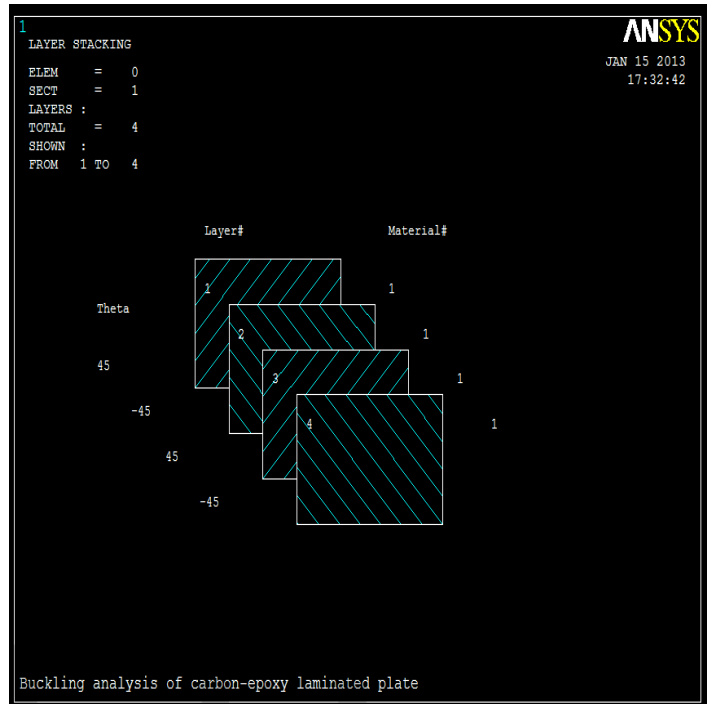 1
ANSYS
LAYER STACKING
JAN 15 2013
17:32:42
ELEM = 0
SECT = 1
LAYERS :
TOTAL = 4
SHOWN :
FROM 1 TO 4
Layer# Material#
1 1
Theta
2 1
45
3 1
-45
4 1
45
-45
Buckling analysis of carbon-epoxy laminated plate